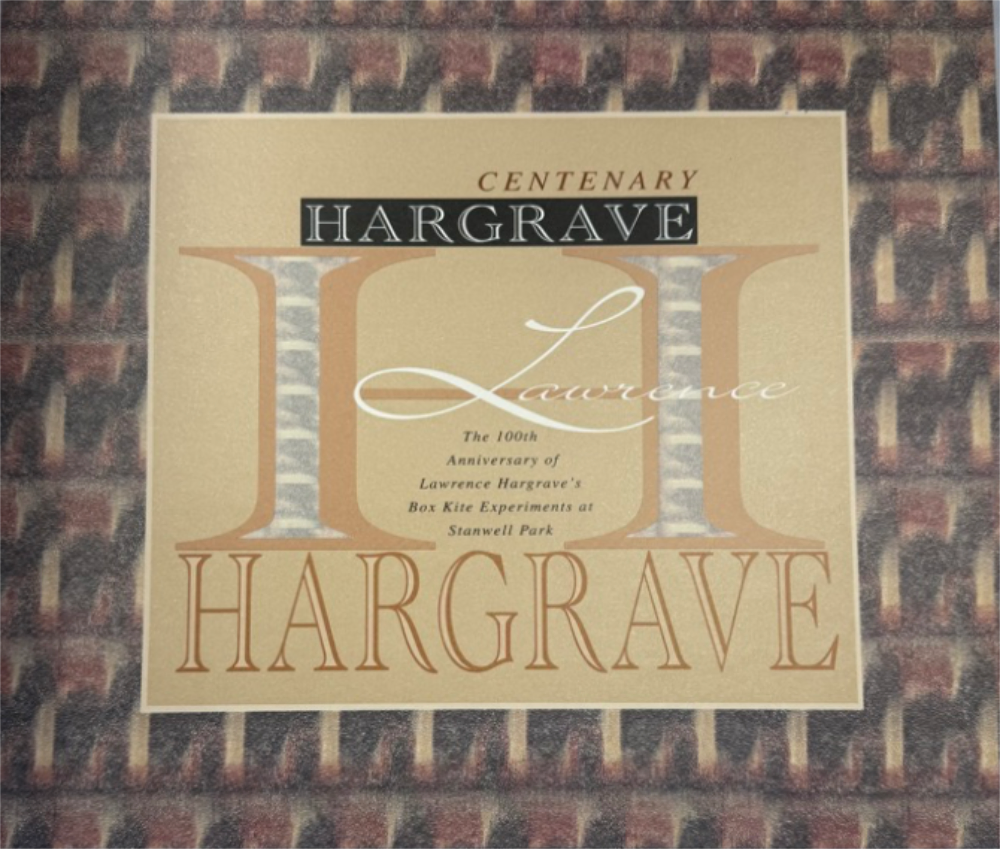 CENTENARY
HARGRAVE
H
Lawrence
The 100th
Anniversary of
Lawrence Hargrave's
Box Kite Experiments at
Stanwell Park
HARGRAVE